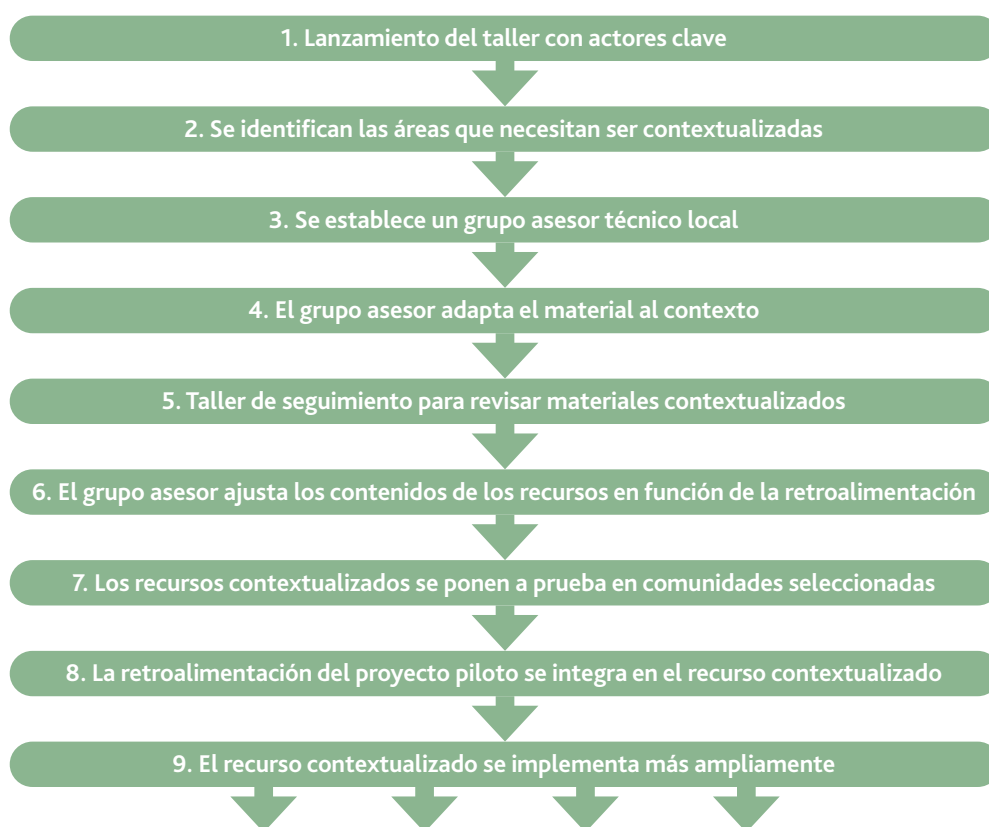 1. Lanzamiento del taller con actores clave
2. Se identifican las áreas que necesitan ser contextualizadas
3. Se establece un grupo asesor técnico local
4. El grupo asesor adapta el material al contexto
5. Taller de seguimiento para revisar materiales contextualizados
6. El grupo asesor ajusta los contenidos de los recursos en función de la retroalimentación
7. Los recursos contextualizados se ponen a prueba en comunidades seleccionadas
8. La retroalimentación del proyecto piloto se integra en el recurso contextualizado
9. El recurso contextualizado se implementa más ampliamente